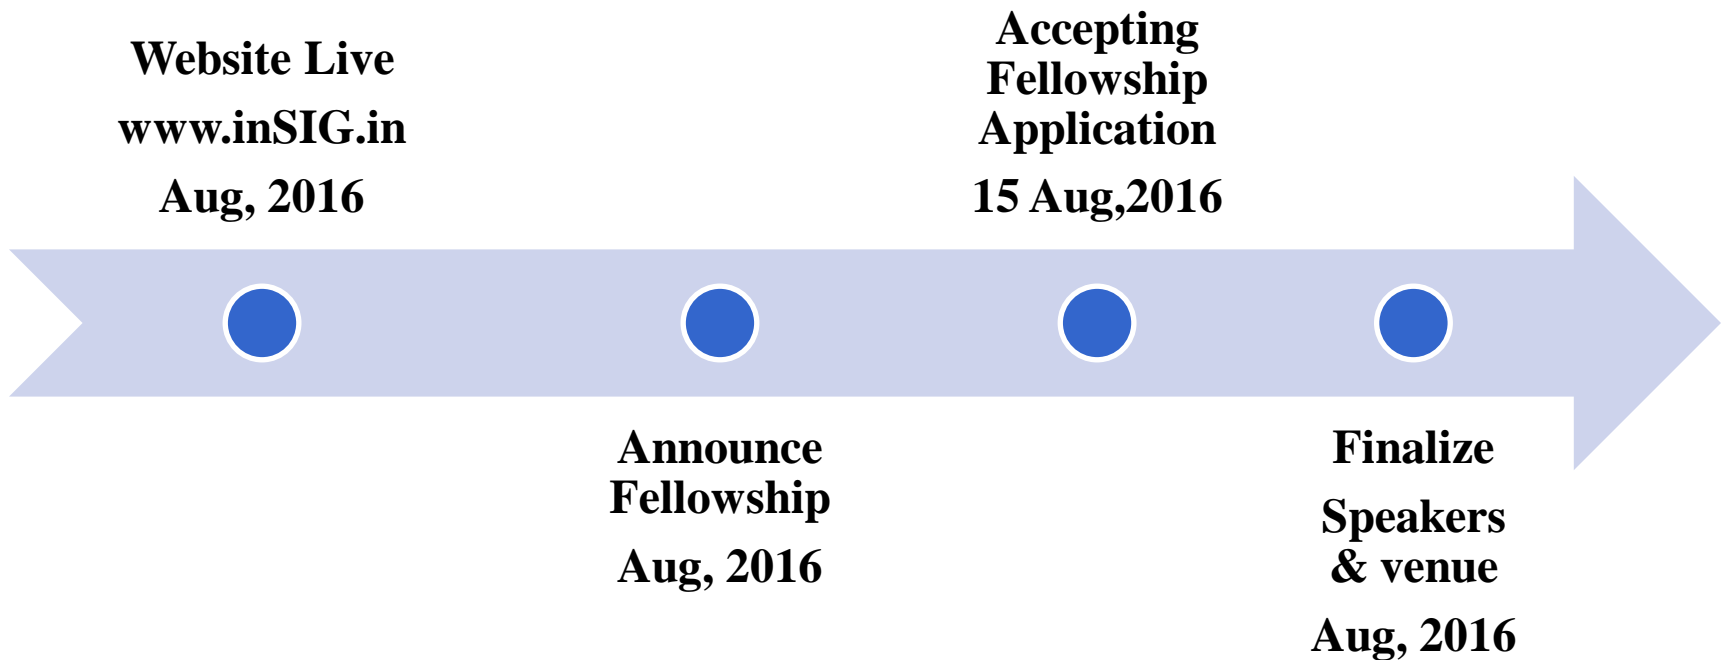 Website Live
www.inSIG.in
Aug, 2016
Announce
Fellowship
Aug, 2016
Accepting
Fellowship
Application
15 Aug,2016
Finalize
Speakers
& venue
Aug, 2016